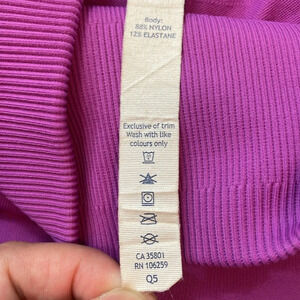 Body:
88% NYLON
12% ELASTANE
Exclusive of trim
Wash with like
colours only
CA 35801
RN 106259
Q5